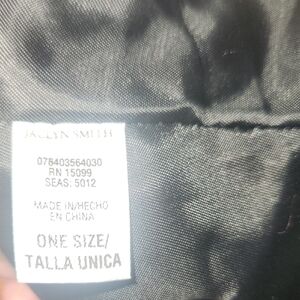 JACLYN SMITH
078403564030
RN 15099
SEAS: 5012
MADE IN/HECHO
EN CHINA
ONE SIZE/
TALLA UNICA